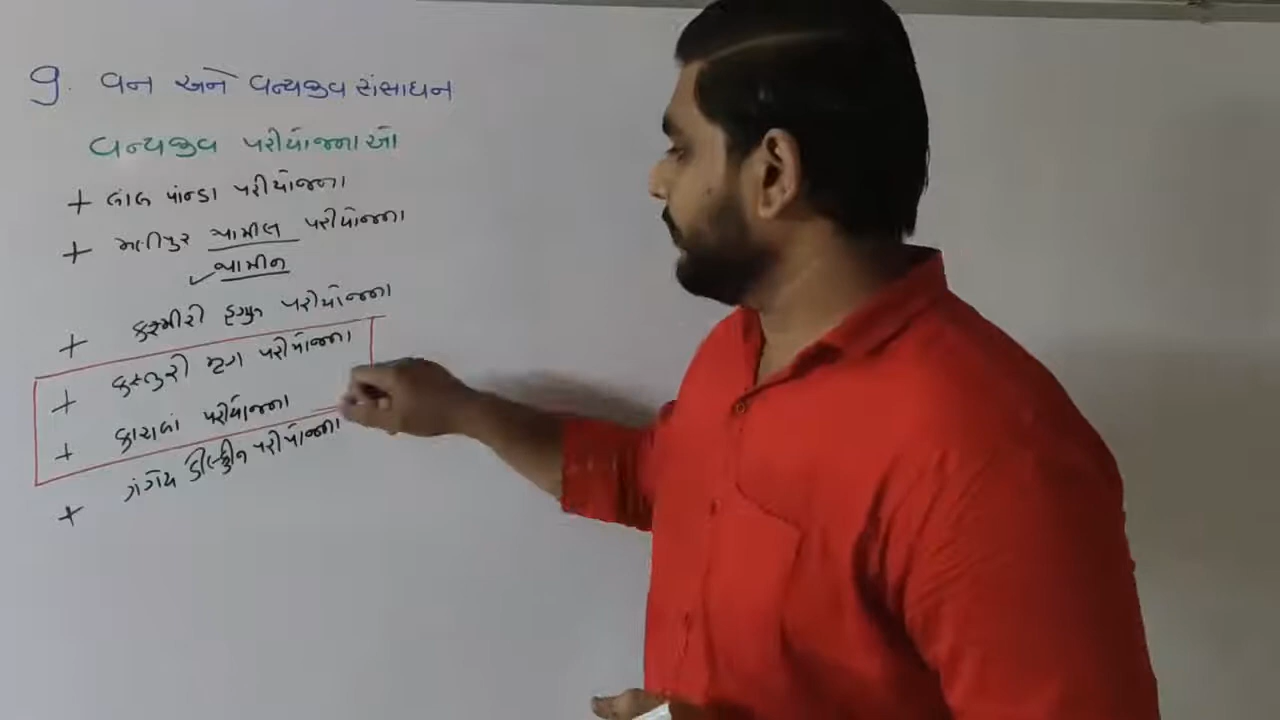 9. વન અને વન્યજીવ સંસાધન
વન્યજીવ પરીયોજનાઓ
+ લાલ પાંન્ડા પરીયોજના
+ મણીપુર થામીલ પરીયોજના
✓ થામીન
+ કશ્મીરી હંગુલ પરીયોજના
+ કસ્તુરી મૃગ પરીયોજના
+ કાચબાં પરીયોજના
+ ગંગેય ડોલ્ફીન પરીયોજના